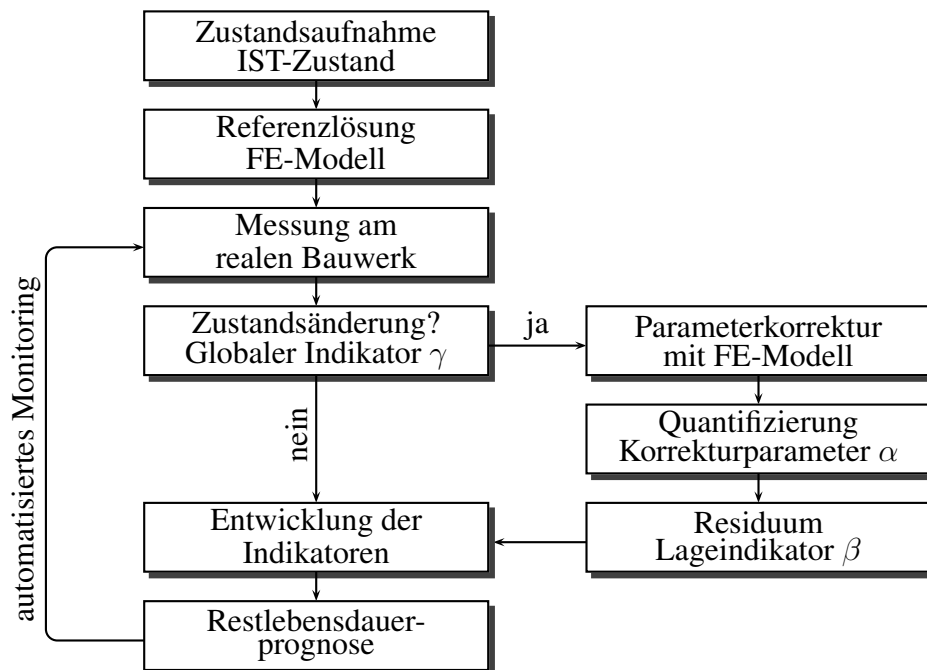 Zustandsaufnahme
IST-Zustand
Referenzlösung
FE-Modell
Messung am
realen Bauwerk
Zustandsänderung?
Globaler Indikator γ
ja
Parameterkorrektur
mit FE-Modell
Quantifizierung
Korrekturparameter α
Residuum
Lageindikator β
nein
Entwicklung der
Indikatoren
Restlebensdauer-
prognose
automatisiertes Monitoring